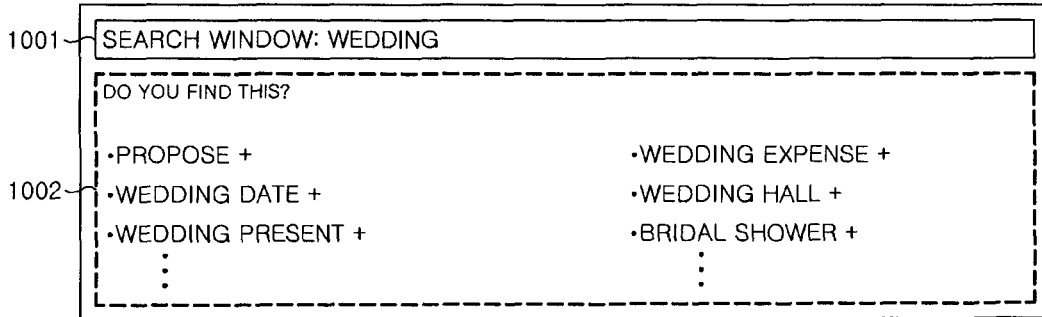 1001
SEARCH WINDOW: WEDDING
DO YOU FIND THIS?
•PROPOSE + •WEDDING EXPENSE +
1002
•WEDDING DATE + •WEDDING HALL +
•WEDDING PRESENT + •BRIDAL SHOWER +